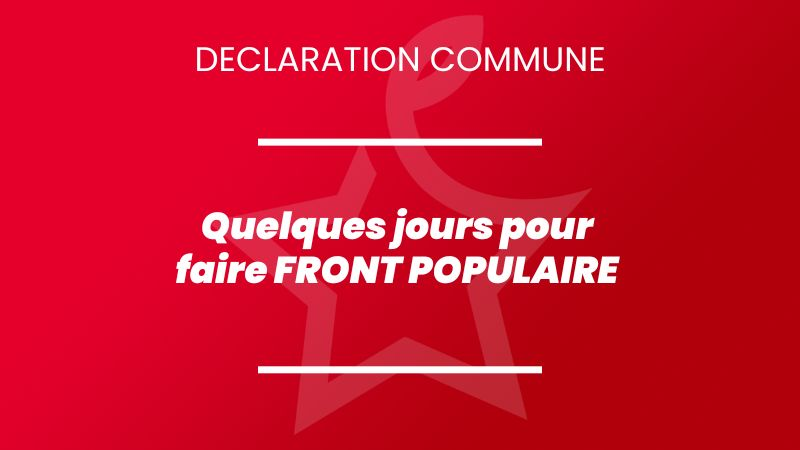 DECLARATION COMMUNE
Quelques jours pour
faire FRONT POPULAIRE